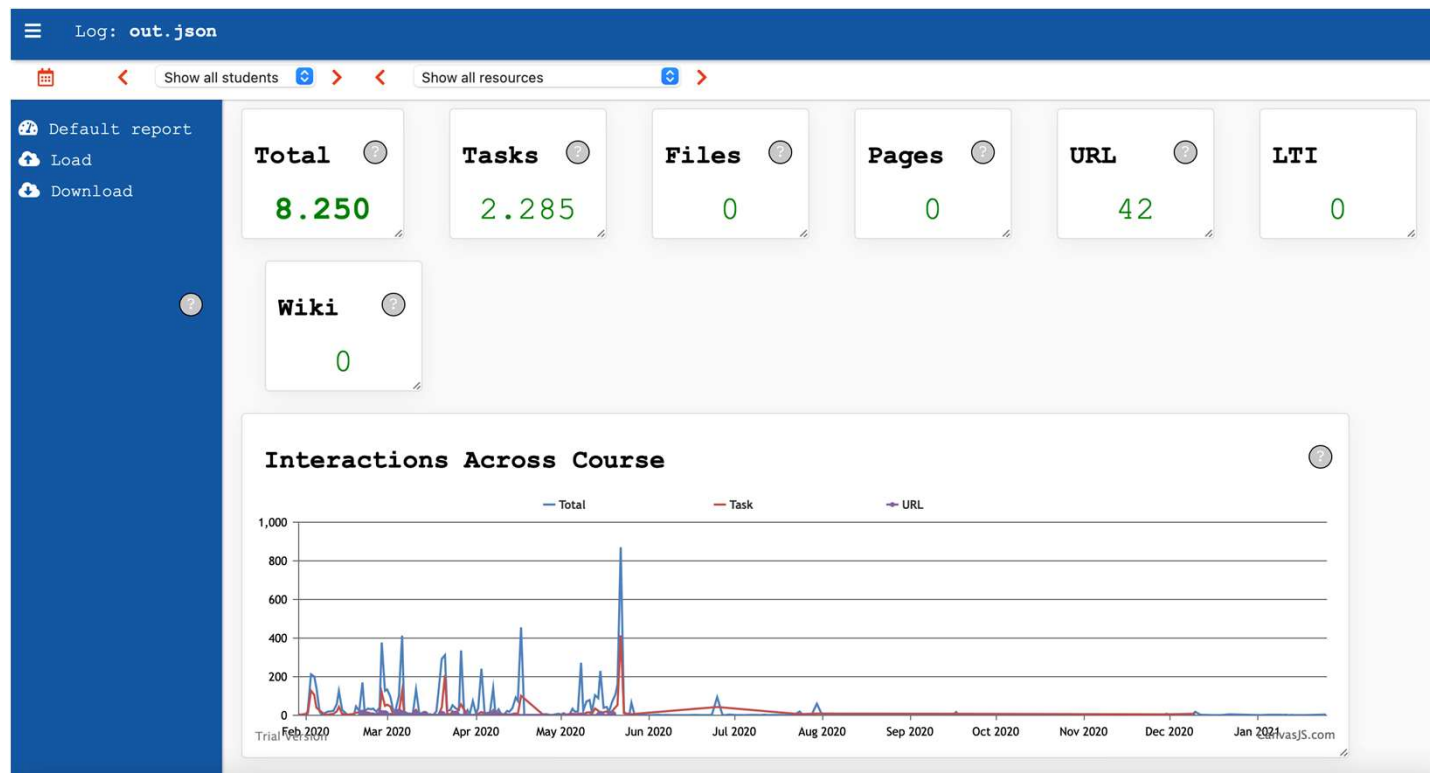 Log: out.json
Show all students Show all resources
Default report
Load
Download
Total ?
8.250
Tasks ?
2.285
Files ?
0
Pages ?
0
URL ?
42
LTI
0
?
Wiki ?
0
Interactions Across Course ?
Total Task URL
1,000
800
600
400
200
0
Feb 2020 Mar 2020 Apr 2020 May 2020 Jun 2020 Jul 2020 Aug 2020 Sep 2020 Oct 2020 Nov 2020 Dec 2020 Jan 2021
Trial Version CanvasJS.com